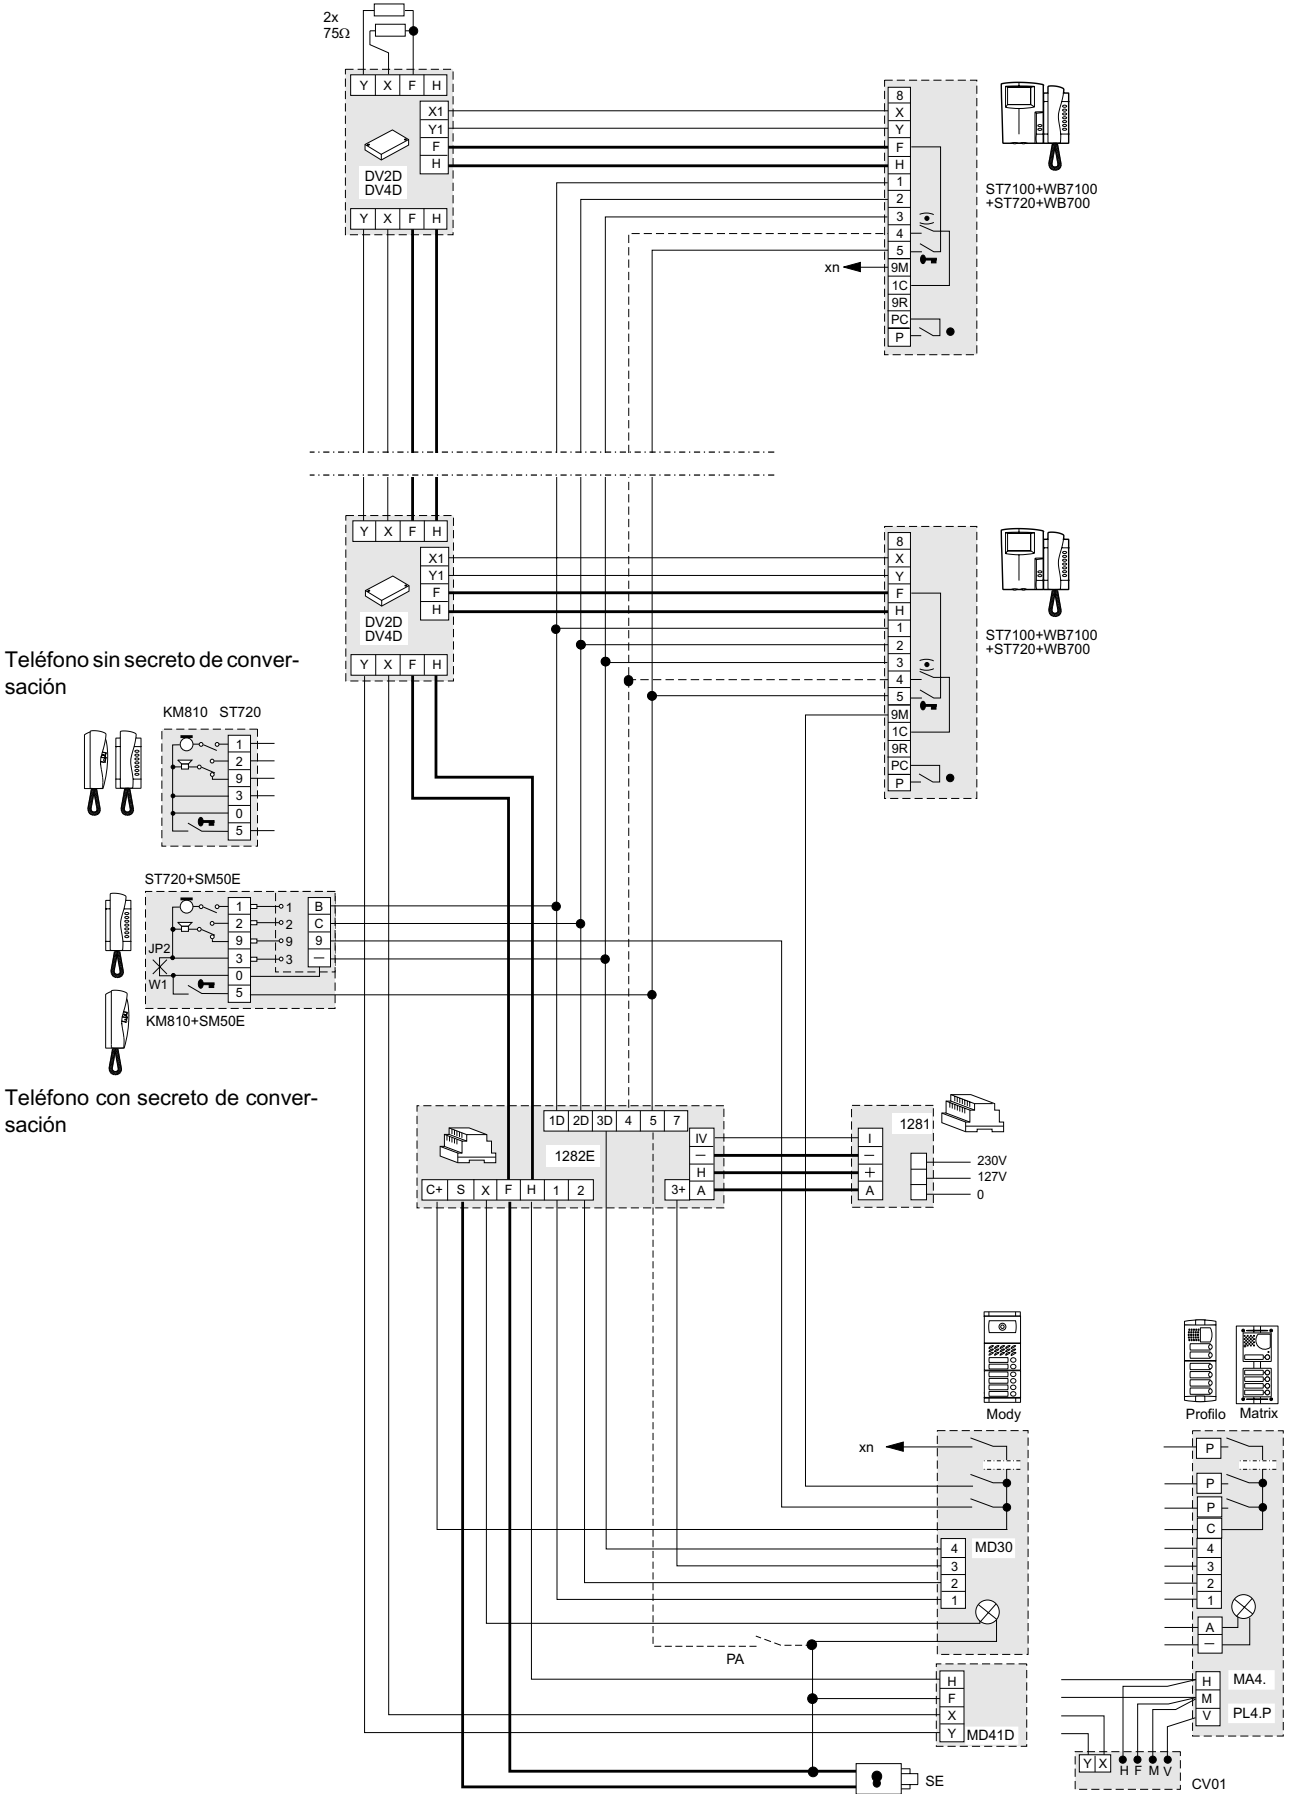 2x
75Ω
Y X F H
X1
Y1
F
H
DV2D
DV4D
Y X F H
8
X
Y
F
H
1
2
3
4
5
9M
1C
9R
PC
P
xn
ST7100+WB7100
+ST720+WB700
Y X F H
X1
Y1
F
H
DV2D
DV4D
Y X F H
8
X
Y
F
H
1
2
3
4
5
9M
1C
9R
PC
P
ST7100+WB7100
+ST720+WB700
Teléfono sin secreto de conver-
sación
KM810 ST720
1
2
9
3
0
5
ST720+SM50E
1 1 B
2 2 C
9 9 9
3 3 —
0
5
JP2
W1
KM810+SM50E
Teléfono con secreto de conver-
sación
1D 2D 3D 4 5 7
1282E
IV
—
H
3+ A
C+ S X F H 1 2
1281
I
—
+
A
230V
127V
0
Mody
Profilo Matrix
xn
4 MD30
3
2
1
PA
H
F
X
Y MD41D
SE
P
P
P
C
4
3
2
1
A
—
H MA4.
M
V PL4.P
Y X H F M V
CV01